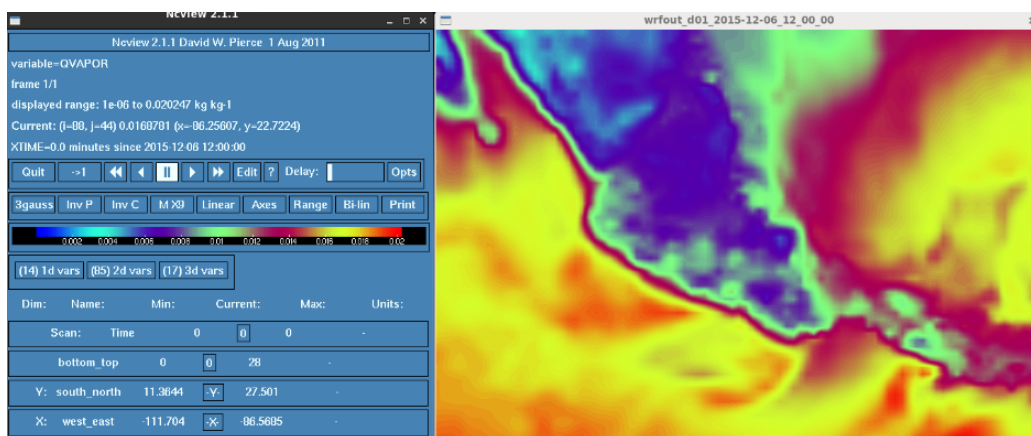 Ncview 2.1.1
Ncview 2.1.1 David W. Pierce 1 Aug 2011
variable=QVAPOR
frame 1/1
displayed range: 1e-06 to 0.020247 kg kg-1
Current: (i=88, j=44) 0.0168781 (x=-86.25607, y=22.7224)
XTIME=0.0 minutes since 2015-12-06 12:00:00
Quit ->1 Edit ? Delay: Opts
3gauss Inv P Inv C M X9 Linear Axes Range Bi-lin Print
0.002 0.004 0.006 0.008 0.01 0.012 0.014 0.016 0.018 0.02
(14) 1d vars (85) 2d vars (17) 3d vars
Dim: Name: Min: Current: Max: Units:
Scan: Time 0 0 0 -
bottom_top 0 0 28 -
Y: south_north 11.3644 -Y- 27.501 -
X: west_east -111.704 -X- -86.5685 -
wrfout_d01_2015-12-06_12_00_00